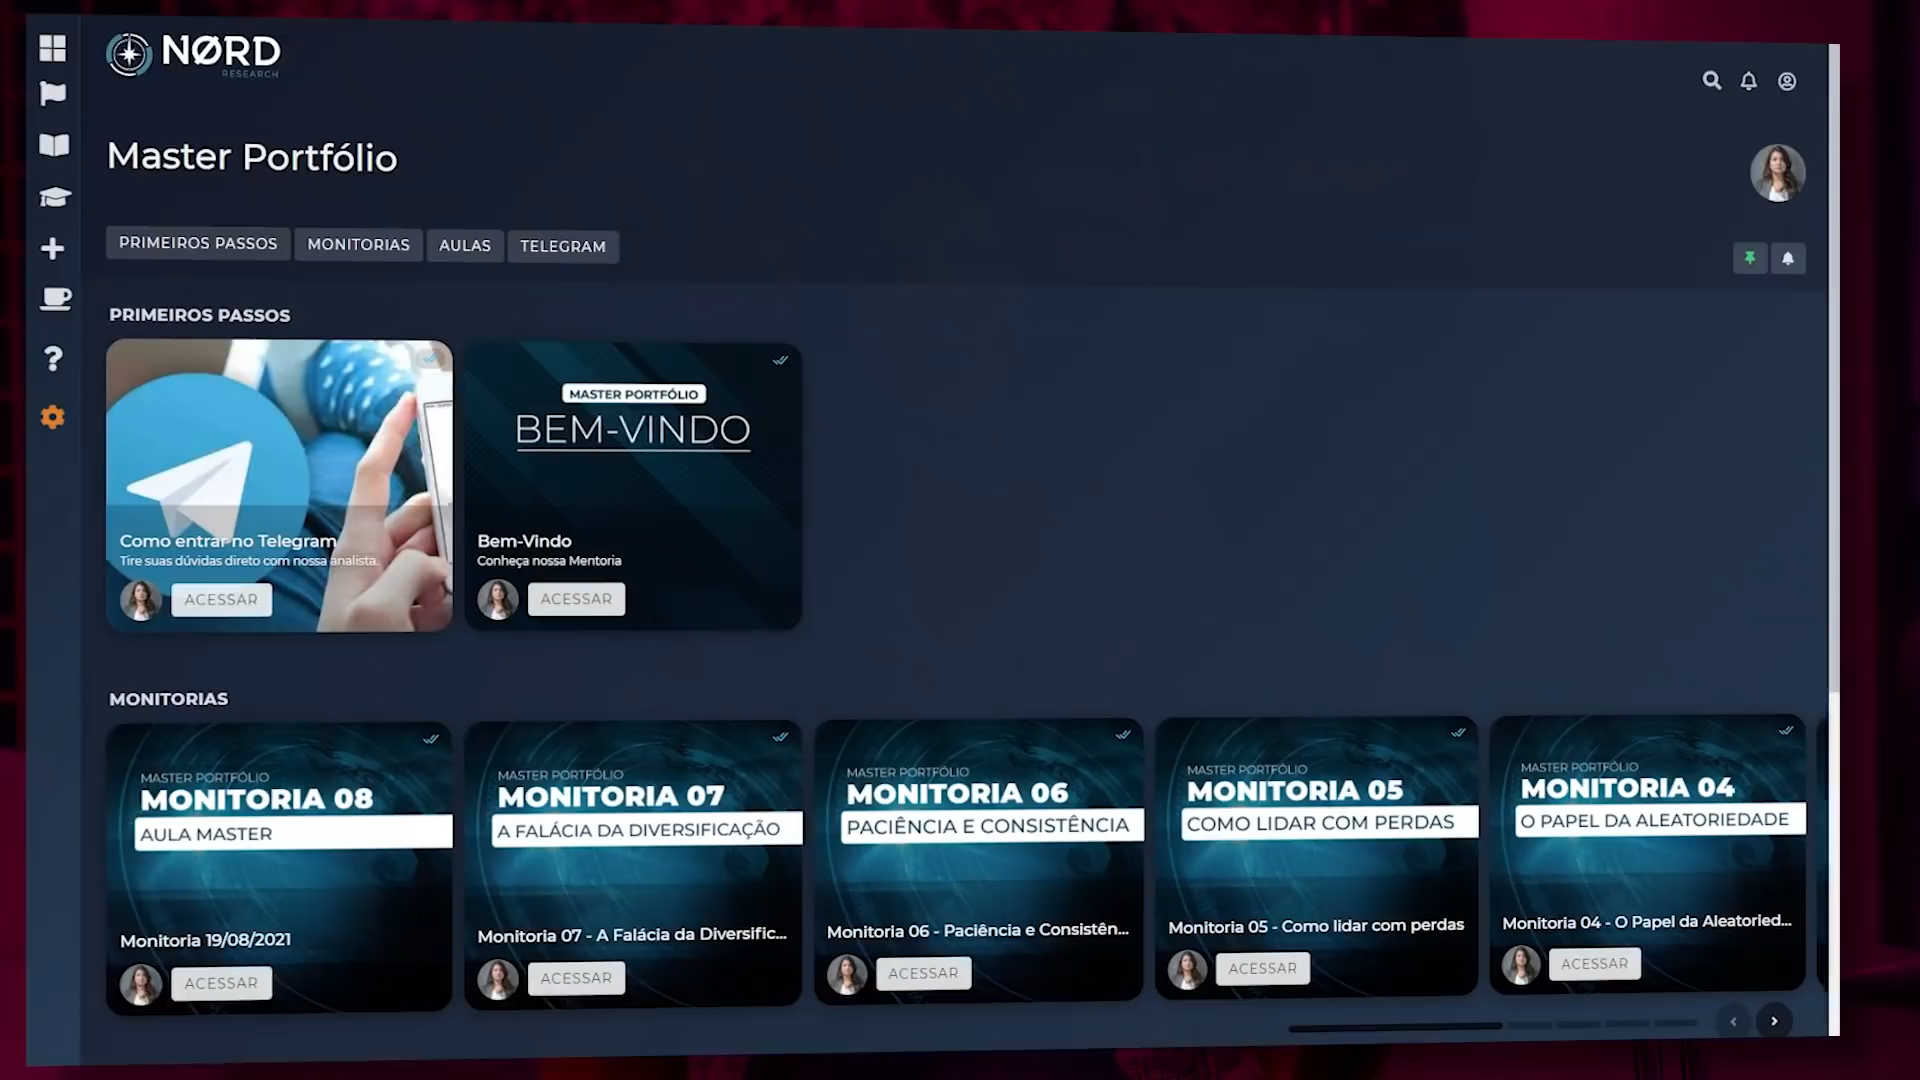 NØRD
RESEARCH
Master Portfólio
PRIMEIROS PASSOS
MONITORIAS
AULAS
TELEGRAM
PRIMEIROS PASSOS
Como entrar no Telegram
Tire suas dúvidas direto com nossa analista.
ACESSAR
MASTER PORTFÓLIO
BEM-VINDO
Bem-Vindo
Conheça nossa Mentoria
ACESSAR
MONITORIAS
MASTER PORTFÓLIO
MONITORIA 08
AULA MASTER
Monitoria 19/08/2021
ACESSAR
MASTER PORTFÓLIO
MONITORIA 07
A FALÁCIA DA DIVERSIFICAÇÃO
Monitoria 07 - A Falácia da Diversific...
ACESSAR
MASTER PORTFÓLIO
MONITORIA 06
PACIÊNCIA E CONSISTÊNCIA
Monitoria 06 - Paciência e Consistên...
ACESSAR
MASTER PORTFÓLIO
MONITORIA 05
COMO LIDAR COM PERDAS
Monitoria 05 - Como lidar com perdas
ACESSAR
MASTER PORTFÓLIO
MONITORIA 04
O PAPEL DA ALEATORIEDADE
Monitoria 04 - O Papel da Aleatoried...
ACESSAR